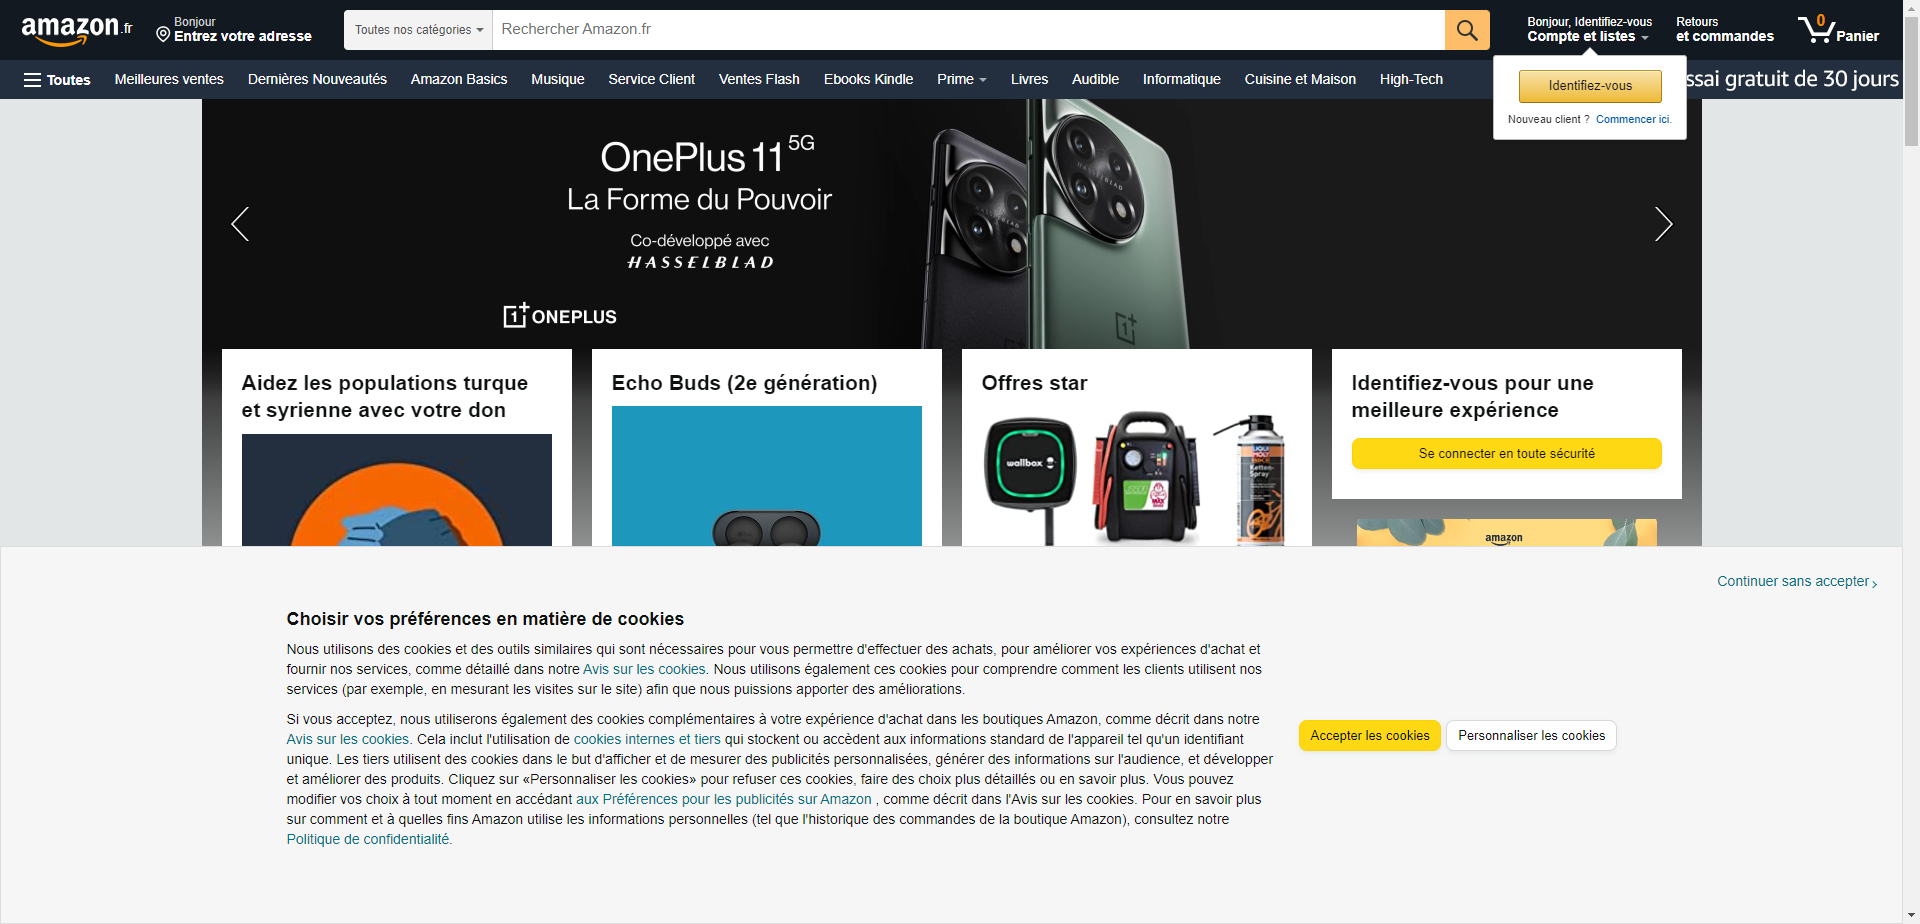 amazon.fr
Bonjour
Entrez votre adresse
Toutes nos catégories
Rechercher Amazon.fr
Bonjour, Identifiez-vous
Compte et listes
Retours
et commandes
0
Panier
Toutes
Meilleures ventes
Dernières Nouveautés
Amazon Basics
Musique
Service Client
Ventes Flash
Ebooks Kindle
Prime
Livres
Audible
Informatique
Cuisine et Maison
High-Tech
ssai gratuit de 30 jours
Identifiez-vous
Nouveau client ? Commencer ici.
OnePlus 11 5G
La Forme du Pouvoir
Co-développé avec
HASSELBLAD
1+ ONEPLUS
HASSELBLAD
Aidez les populations turque
et syrienne avec votre don
Echo Buds (2e génération)
Offres star
wallbox
LIQUI
MOLY
BIKE
Ketten-
Spray
Identifiez-vous pour une
meilleure expérience
Se connecter en toute sécurité
amazon
Continuer sans accepter ›
Choisir vos préférences en matière de cookies
Nous utilisons des cookies et des outils similaires qui sont nécessaires pour vous permettre d'effectuer des achats, pour améliorer vos expériences d'achat et
fournir nos services, comme détaillé dans notre Avis sur les cookies. Nous utilisons également ces cookies pour comprendre comment les clients utilisent nos
services (par exemple, en mesurant les visites sur le site) afin que nous puissions apporter des améliorations.
Si vous acceptez, nous utiliserons également des cookies complémentaires à votre expérience d'achat dans les boutiques Amazon, comme décrit dans notre
Avis sur les cookies. Cela inclut l'utilisation de cookies internes et tiers qui stockent ou accèdent aux informations standard de l'appareil tel qu'un identifiant
unique. Les tiers utilisent des cookies dans le but d'afficher et de mesurer des publicités personnalisées, générer des informations sur l'audience, et développer
et améliorer des produits. Cliquez sur «Personnaliser les cookies» pour refuser ces cookies, faire des choix plus détaillés ou en savoir plus. Vous pouvez
modifier vos choix à tout moment en accédant aux Préférences pour les publicités sur Amazon , comme décrit dans l'Avis sur les cookies. Pour en savoir plus
sur comment et à quelles fins Amazon utilise les informations personnelles (tel que l'historique des commandes de la boutique Amazon), consultez notre
Politique de confidentialité.
Accepter les cookies
Personnaliser les cookies